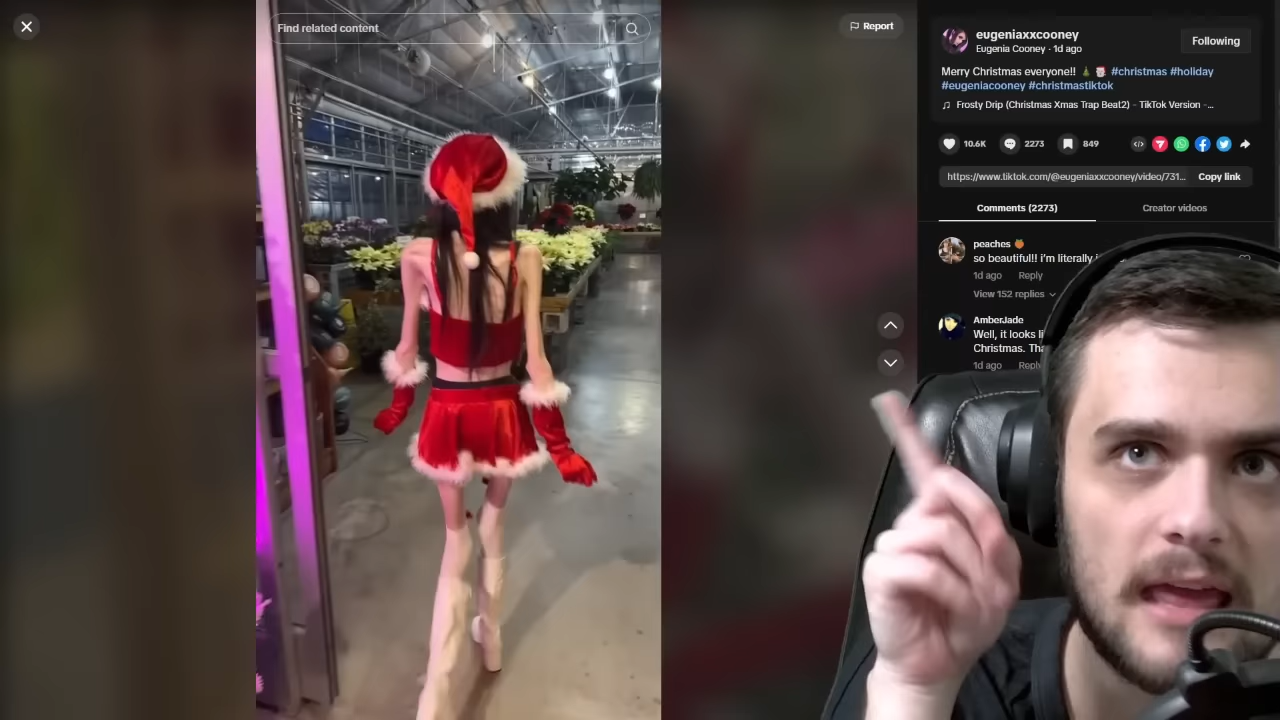 Find related content
Report
eugeniaxxcooney
Eugenia Cooney · 1d ago
Following
Merry Christmas everyone!! 🎄 🎅 #christmas #holiday
#eugeniacooney #christmastiktok
Frosty Drip (Christmas Xmas Trap Beat2) - TikTok Version -...
10.6K
2273
849
https://www.tiktok.com/@eugeniaxxcooney/video/731...
Copy link
Comments (2273)
Creator videos
peaches 🍑
so beautiful!! i'm literally
1d ago
Reply
View 152 replies
AmberJade
Well, it looks li
Christmas.
1d ago
Reply